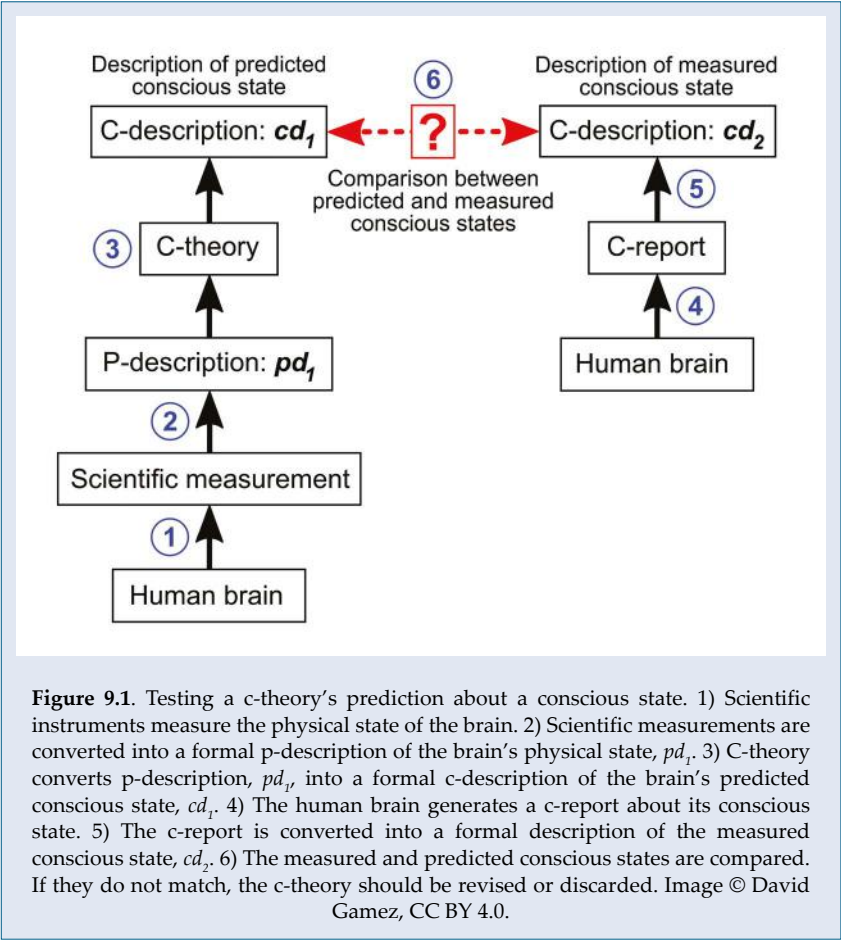 Description of predicted
conscious state
C-description: cd1
6
?
Comparison between
predicted and measured
conscious states
Description of measured
conscious state
C-description: cd2
3
C-theory
P-description: pd1
2
Scientific measurement
1
Human brain
5
C-report
4
Human brain
Figure 9.1. Testing a c-theory’s prediction about a conscious state. 1) Scientific
instruments measure the physical state of the brain. 2) Scientific measurements are
converted into a formal p-description of the brain’s physical state, pd1. 3) C-theory
converts p-description, pd1, into a formal c-description of the brain’s predicted
conscious state, cd1. 4) The human brain generates a c-report about its conscious
state. 5) The c-report is converted into a formal description of the measured
conscious state, cd2. 6) The measured and predicted conscious states are compared.
If they do not match, the c-theory should be revised or discarded. Image © David
Gamez, CC BY 4.0.